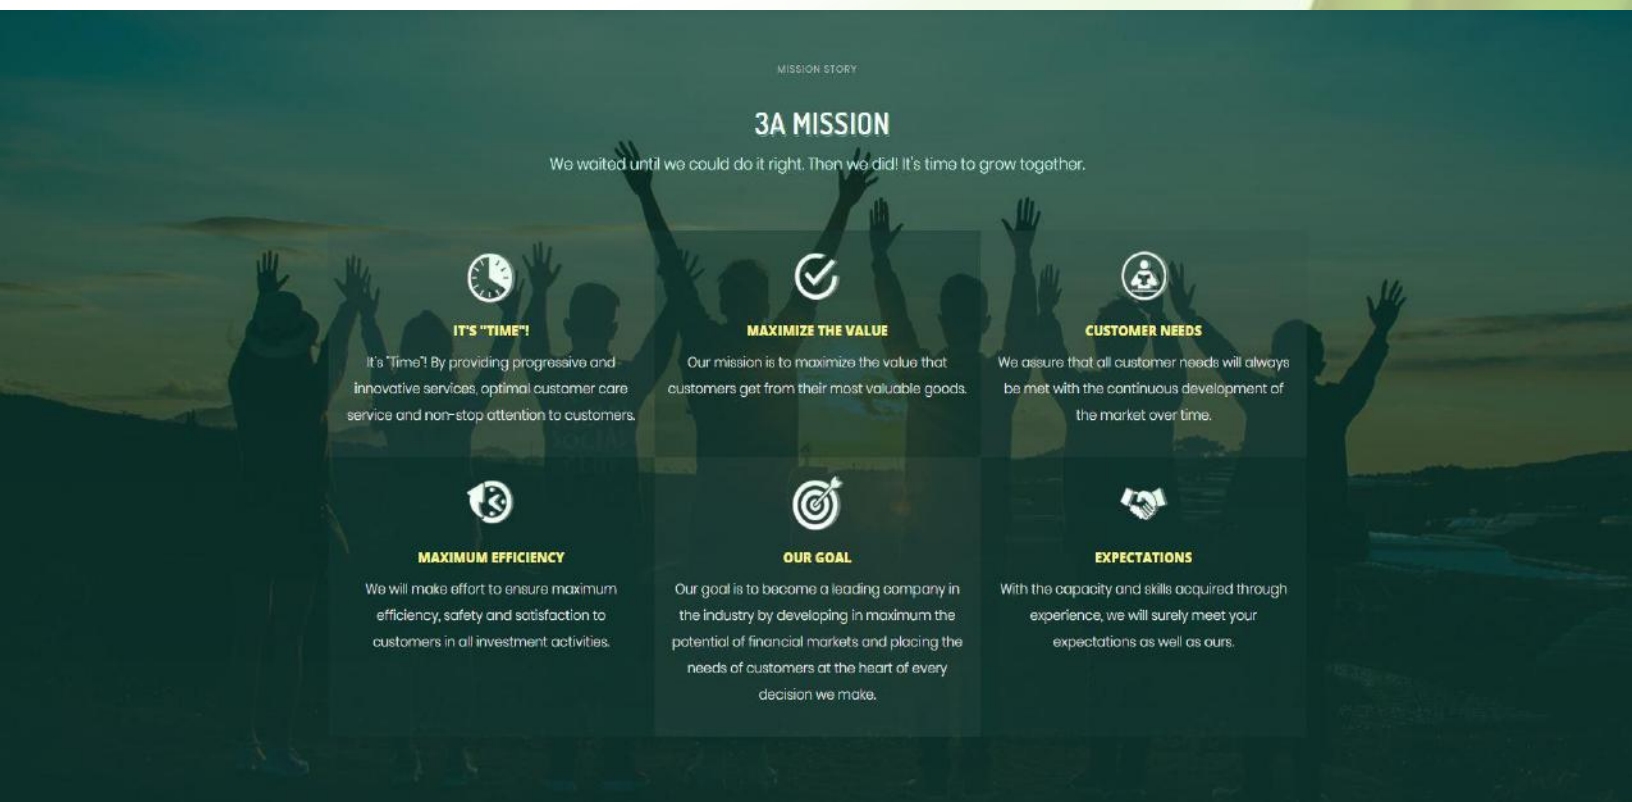 MISSION STORY
3A MISSION
We waited until we could do it right. Then we did! It's time to grow together.
IT'S "TIME"!
It's "Time"! By providing progressive and
innovative services, optimal customer care
service and non-stop attention to customers.
MAXIMIZE THE VALUE
Our mission is to maximize the value that
customers get from their most valuable goods.
CUSTOMER NEEDS
We assure that all customer needs will always
be met with the continuous development of
the market over time.
MAXIMUM EFFICIENCY
We will make effort to ensure maximum
efficiency, safety and satisfaction to
customers in all investment activities.
OUR GOAL
Our goal is to become a leading company in
the industry by developing in maximum the
potential of financial markets and placing the
needs of customers at the heart of every
decision we make.
EXPECTATIONS
With the capacity and skills acquired through
experience, we will surely meet your
expectations as well as ours.